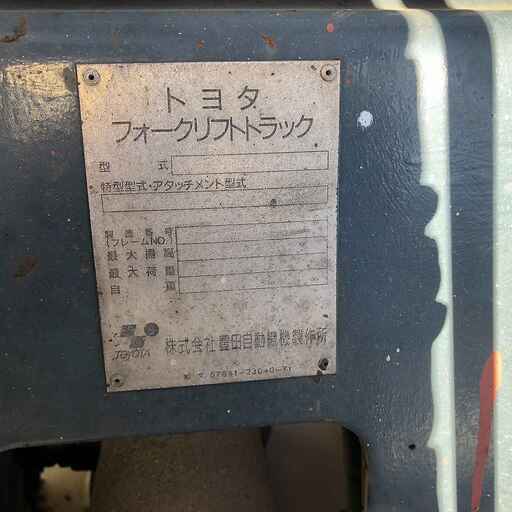 トヨタ
フォークリフトトラック
型 式
特型型式・アタッチメント型式
製造番号
(フレームNO.)
最大揚高
最大荷重
自 重
TOYOTA
株式会社豊田自動織機製作所